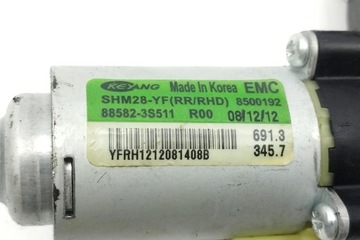 KEYANG Made In Korea EMC
SHM28-YF(RR/RHD) 8500192
88582-3S511 R00 08/12/12
691.3
345.7
YFRH1212081408B